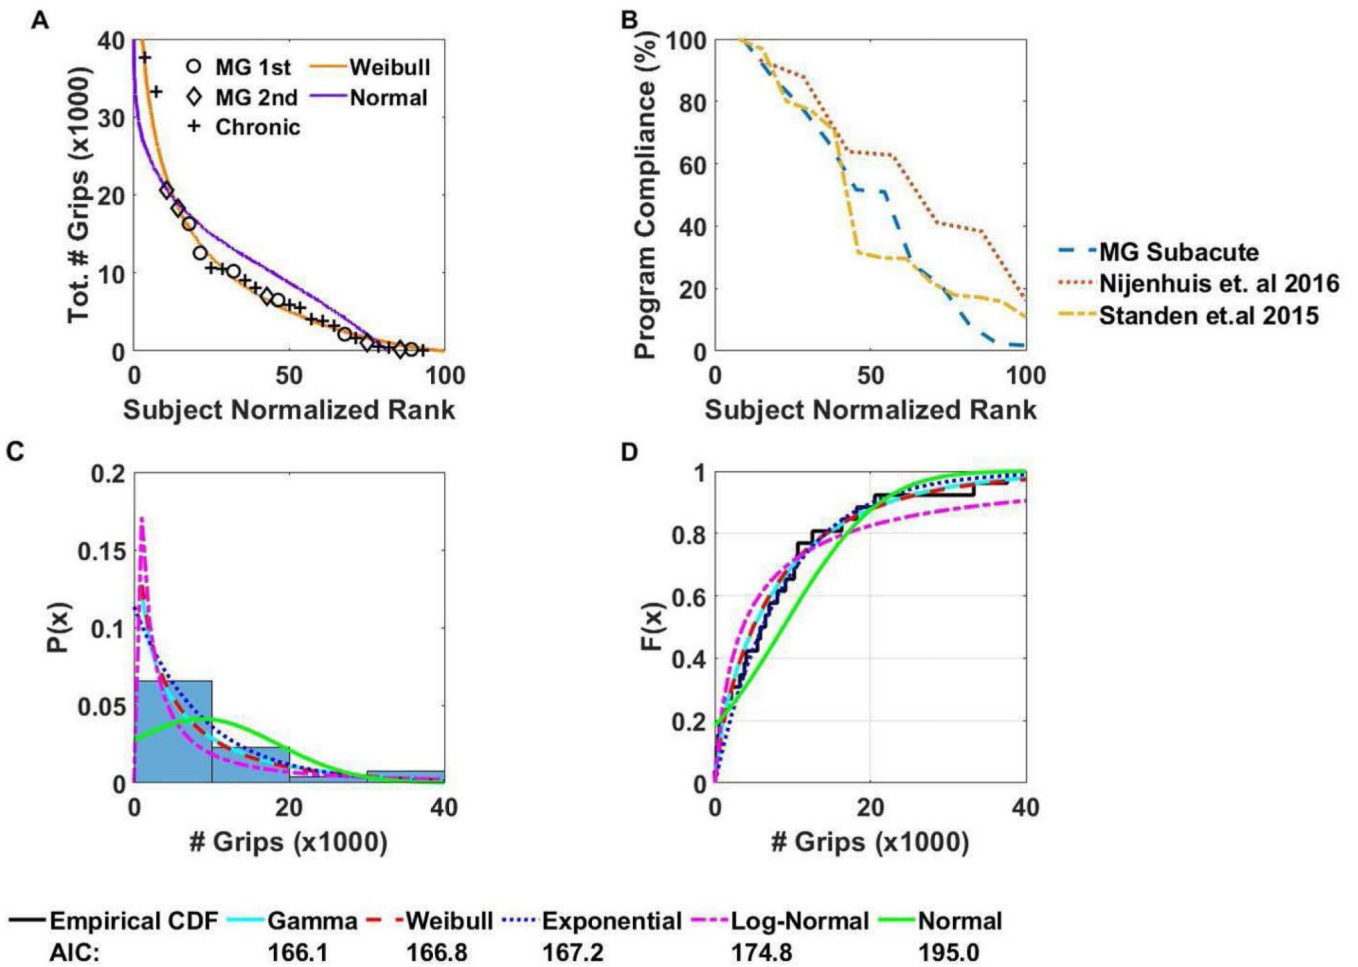 A
Tot. # Grips (x1000)
40
30
20
10
0
MG 1st
MG 2nd
Chronic
Weibull
Normal
0 50 100
Subject Normalized Rank
B
Program Compliance (%)
100
80
60
40
20
0
0 50 100
Subject Normalized Rank
MG Subacute
Nijenhuis et. al 2016
Standen et.al 2015
C
P(x)
0.2
0.15
0.1
0.05
0
0 20 40
# Grips (x1000)
D
F(x)
1
0.8
0.6
0.4
0.2
0
0 20 40
# Grips (x1000)
Empirical CDF Gamma Weibull Exponential Log-Normal Normal
AIC: 166.1 166.8 167.2 174.8 195.0